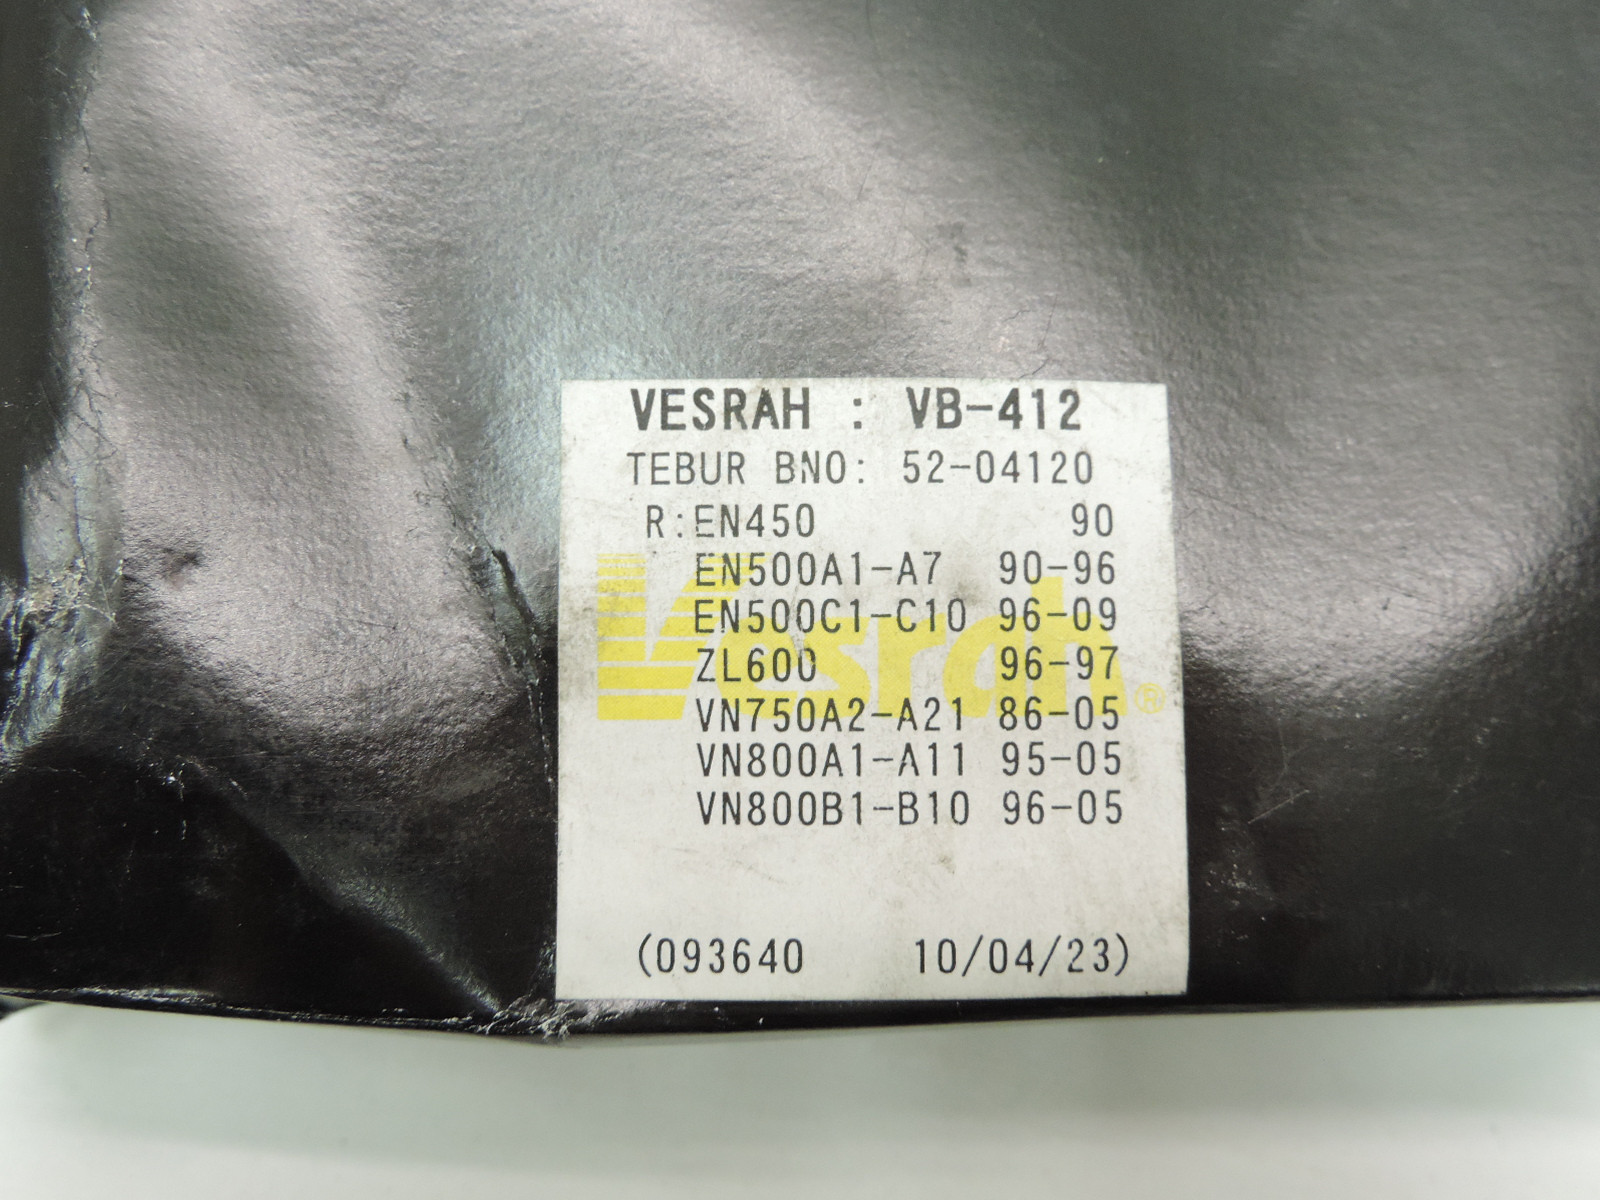 VESRAH : VB-412
TEBUR BNO: 52-04120
R:EN450 90
EN500A1-A7 90-96
EN500C1-C10 96-09
ZL600 96-97
VN750A2-A21 86-05
VN800A1-A11 95-05
VN800B1-B10 96-05
Vesrah®
(093640 10/04/23)